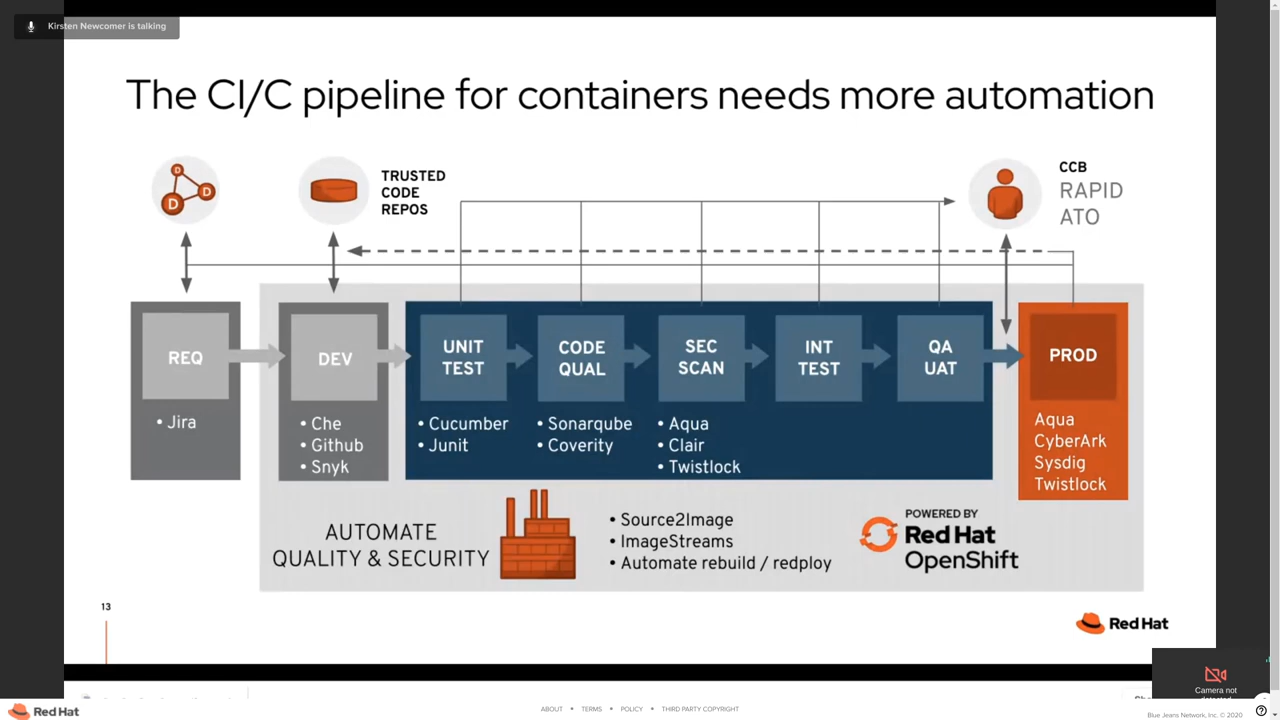 Kirsten Newcomer is talking
The CI/C pipeline for containers needs more automation
D
D
D
TRUSTED
CODE
REPOS
CCB
RAPID
ATO
REQ
• Jira
DEV
• Che
• Github
• Snyk
UNIT
TEST
• Cucumber
• Junit
CODE
QUAL
• Sonarqube
• Coverity
SEC
SCAN
• Aqua
• Clair
• Twistlock
INT
TEST
QA
UAT
PROD
Aqua
CyberArk
Sysdig
Twistlock
AUTOMATE
QUALITY & SECURITY
• Source2Image
• ImageStreams
• Automate rebuild / redploy
POWERED BY
Red Hat
OpenShift
13
Red Hat
Camera not
Red Hat
ABOUT • TERMS • POLICY • THIRD PARTY COPYRIGHT
Blue Jeans Network, Inc. © 2020